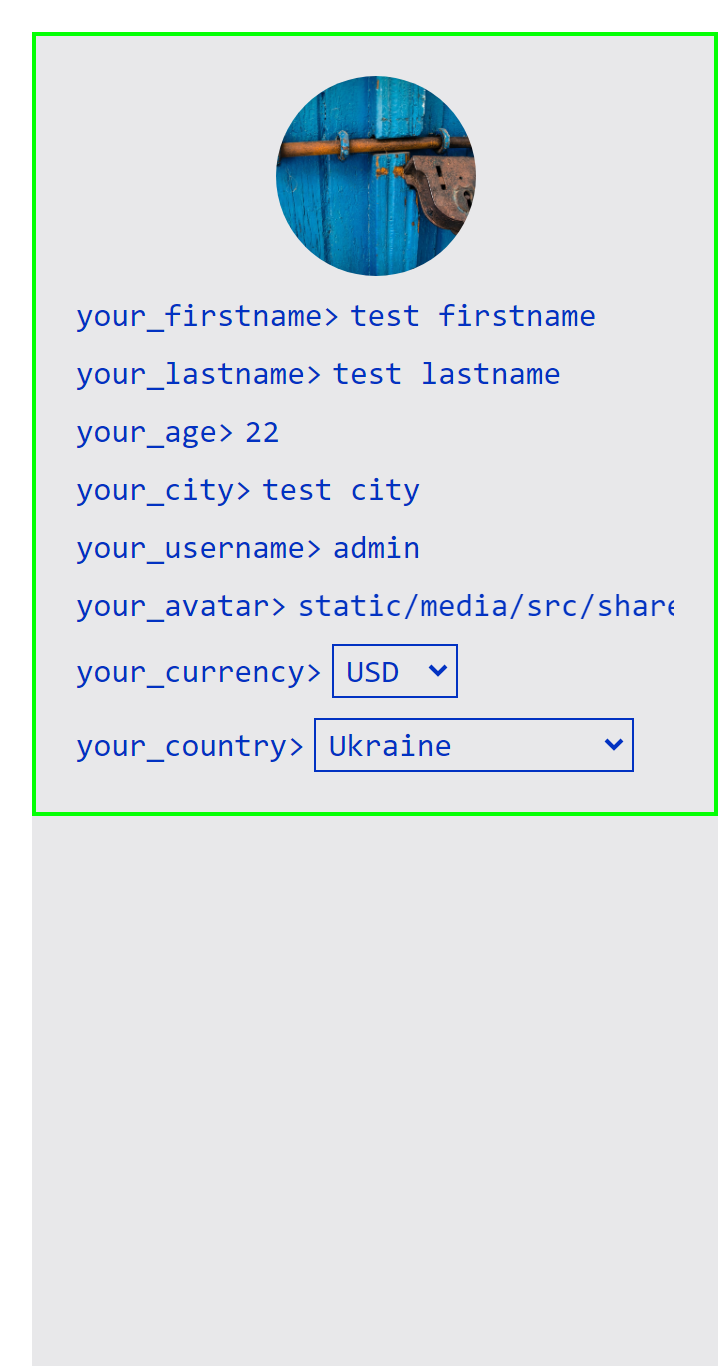 your_firstname> test firstname
your_lastname> test lastname
your_age> 22
your_city> test city
your_username> admin
your_avatar> static/media/src/share
your_currency> USD
your_country> Ukraine